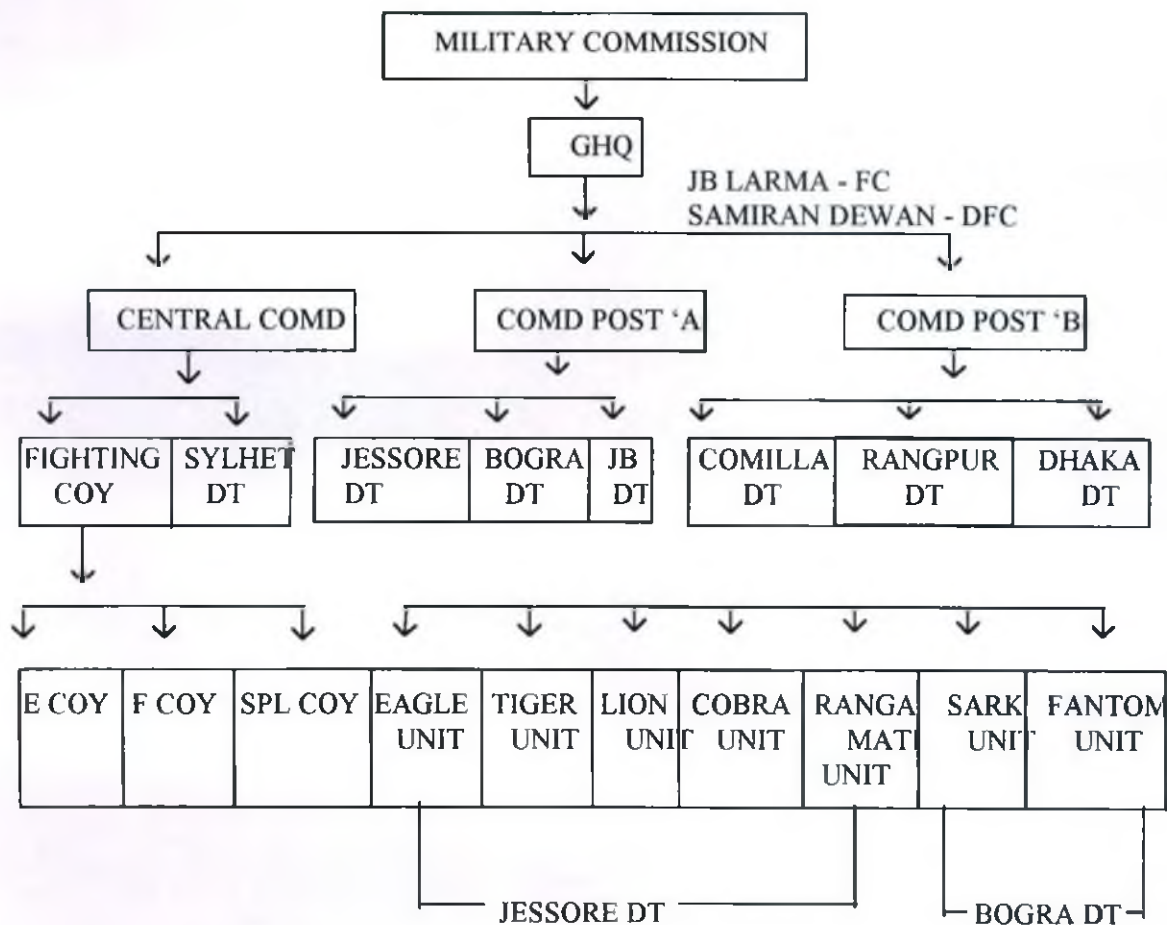 MILITARY COMMISSION
GHQ
JB LARMA - FC
SAMIRAN DEWAN - DFC
CENTRAL COMD
COMD POST ‘A
COMD POST ‘B
FIGHTING
COY
SYLHET
DT
JESSORE
DT
BOGRA
DT
JB
DT
COMILLA
DT
RANGPUR
DT
DHAKA
DT
E COY
F COY
SPL COY
EAGLE
UNIT
TIGER
UNIT
LION
UNIT
COBRA
UNIT
RANGA
MATI
UNIT
SARK
UNIT
FANTOM
UNIT
JESSORE DT
BOGRA DT